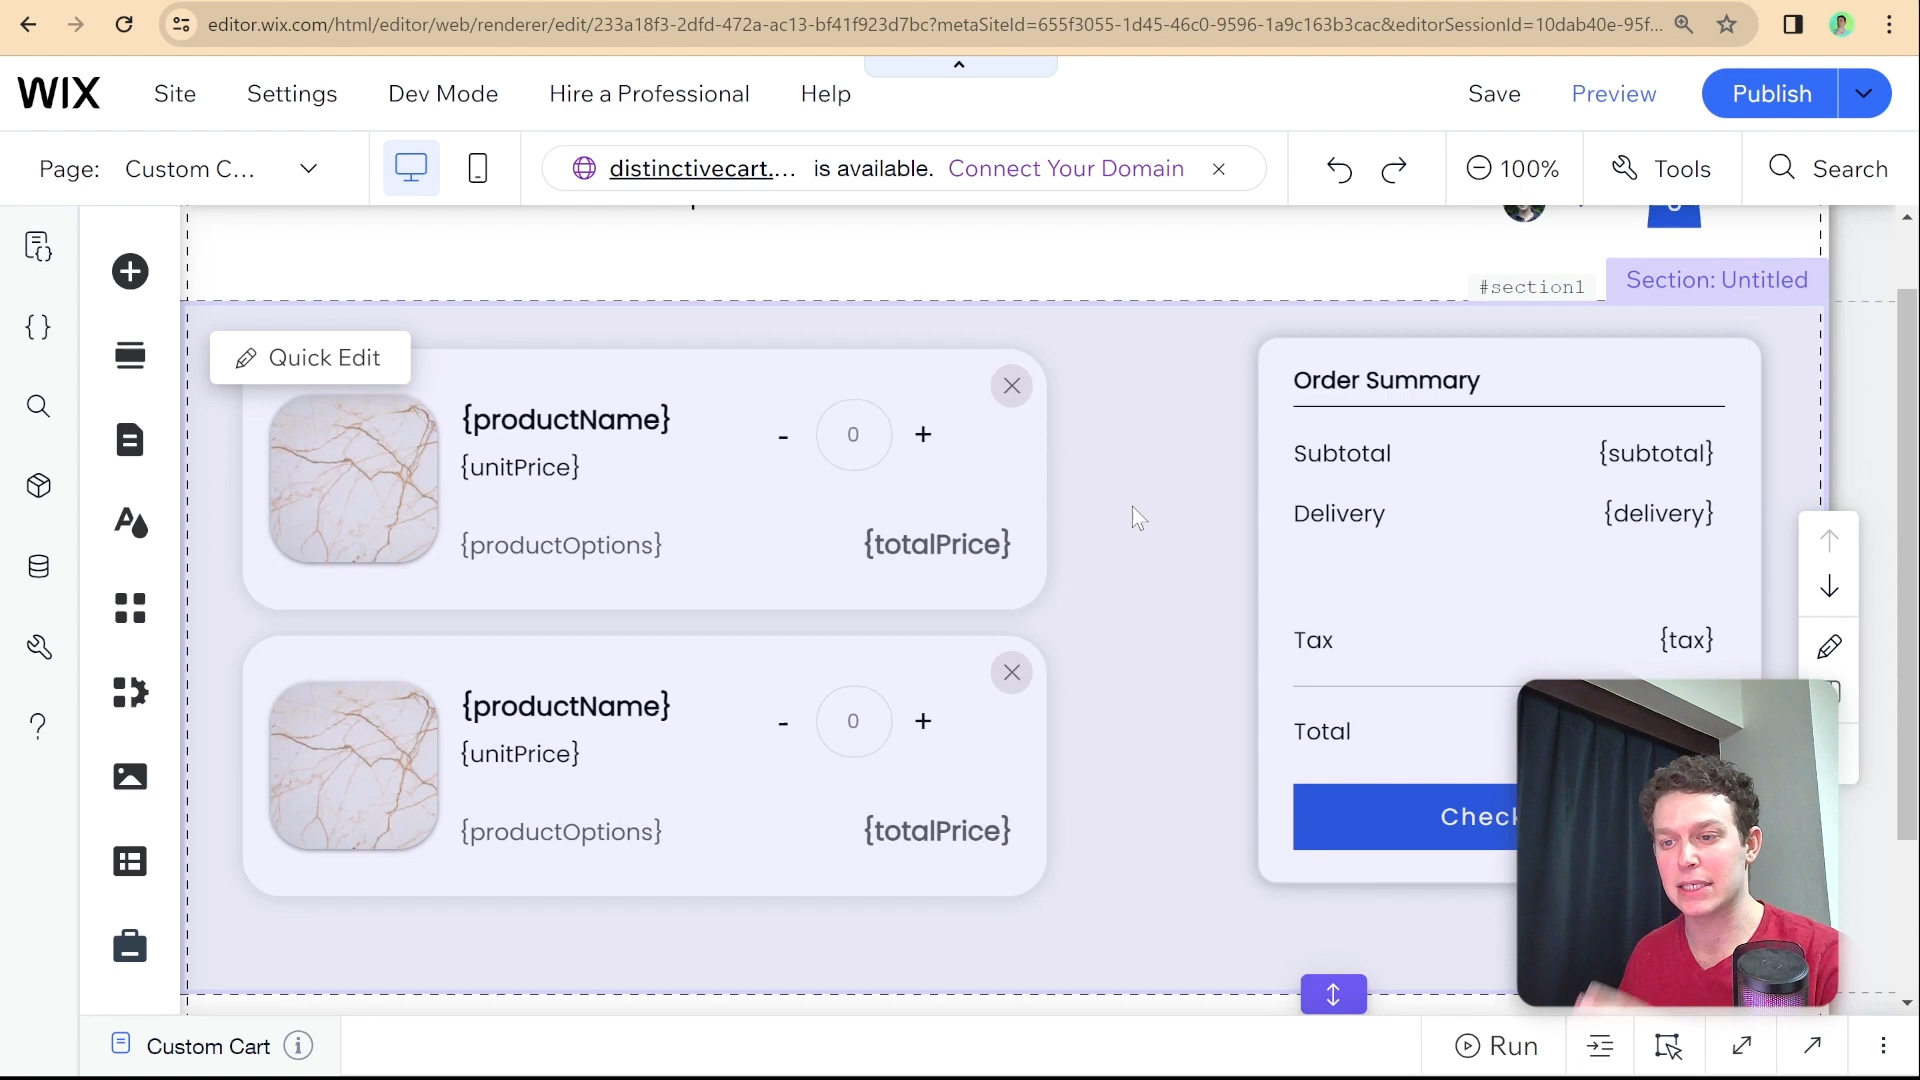 editor.wix.com/html/editor/web/renderer/edit/233a18f3-2dfd-472a-ac13-bf41f923d7bc?metaSiteId=655f3055-1d45-46c0-9596-1a9c163b3cac&editorSessionId=10dab40e-95f...
WIX Site Settings Dev Mode Hire a Professional Help Save Preview Publish
Page: Custom C... distinctivecart.... is available. Connect Your Domain 100% Tools Search
#section1 Section: Untitled
Quick Edit
{productName}
- 0 +
{unitPrice}
{productOptions}
{totalPrice}
{productName}
- 0 +
{unitPrice}
{productOptions}
{totalPrice}
Order Summary
Subtotal {subtotal}
Delivery {delivery}
Tax {tax}
Total
Check
Custom Cart
Run